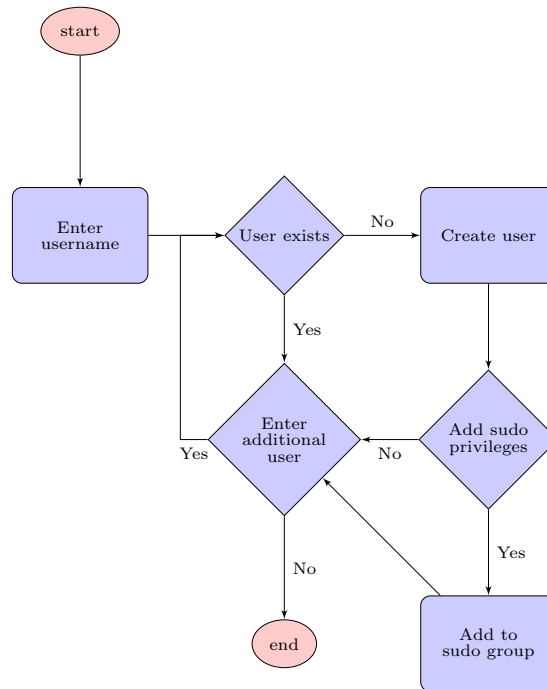 start
Enter
username
User exists
No
Create user
Yes
Enter
additional
user
Yes
No
Add sudo
privileges
No
Yes
end
Add to
sudo group